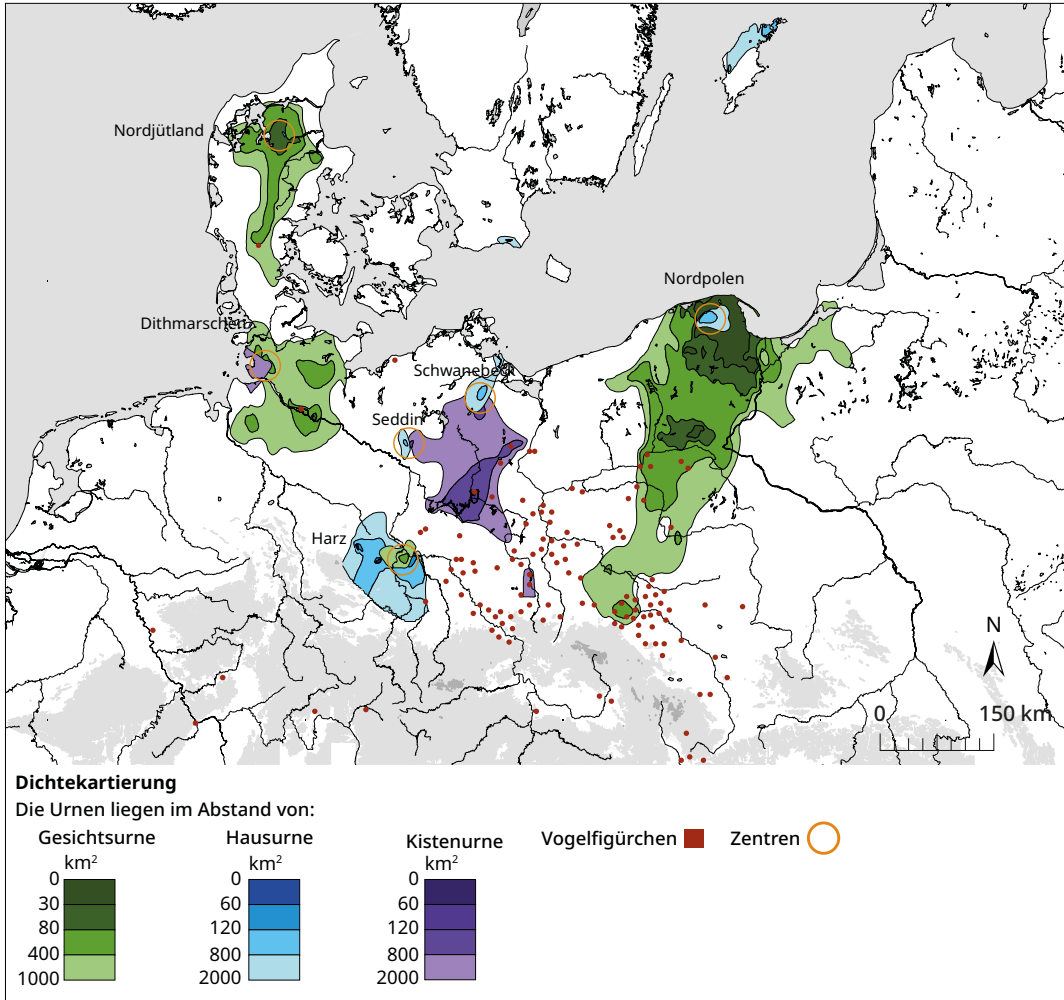 Nordjütland
Nordpolen
Dithmarschen
Schwanebeck
Seddin
Harz
N
0 150 km
Dichtekartierung
Die Urnen liegen im Abstand von:
Gesichtsurne
km²
0
30
80
400
1000
Hausurne
km²
0
60
120
800
2000
Kistenurne
km²
0
60
120
800
2000
Vogelfigürchen
Zentren